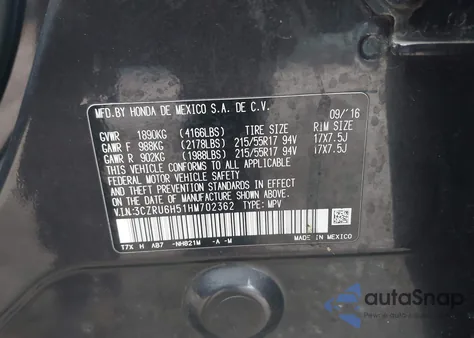 MFD.BY HONDA DE MEXICO S.A. DE C.V. 09/'16
GVWR 1890KG (4166LBS) TIRE SIZE RIM SIZE
GAWR F 988KG (2178LBS) 215/55R17 94V 17X7.5J
GAWR R 902KG (1988LBS) 215/55R17 94V 17X7.5J
THIS VEHICLE CONFORMS TO ALL APPLICABLE
FEDERAL MOTOR VEHICLE SAFETY AND
THEFT PREVENTION STANDARDS IN EFFECT ON
THE DATE OF MANUFACTURE SHOWN ABOVE.
V.I.N:3CZRU6H51HM702362 TYPE: MPV
T7X H AB7 -NH821M -A -M MADE IN MEXICO
autoSnap
Powered by